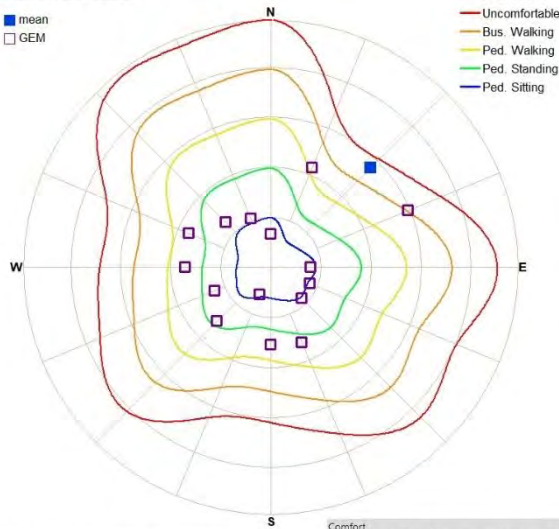 mean
GEM
N
Uncomfortable
Bus. Walking
Ped. Walking
Ped. Standing
Ped. Sitting
W
E
S
Comfort